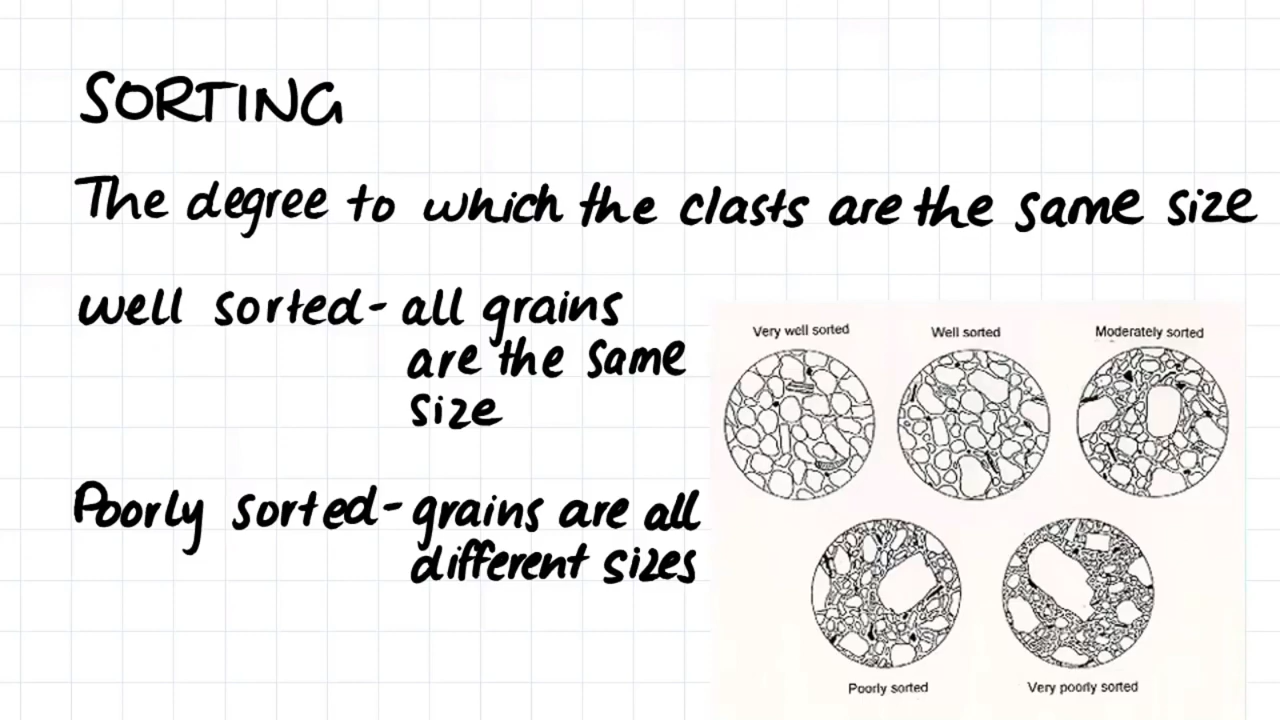 SORTING
The degree to which the clasts are the same size
well sorted - all grains
are the same
size
Poorly sorted - grains are all
different sizes
Very well sorted
Well sorted
Moderately sorted
Poorly sorted
Very poorly sorted